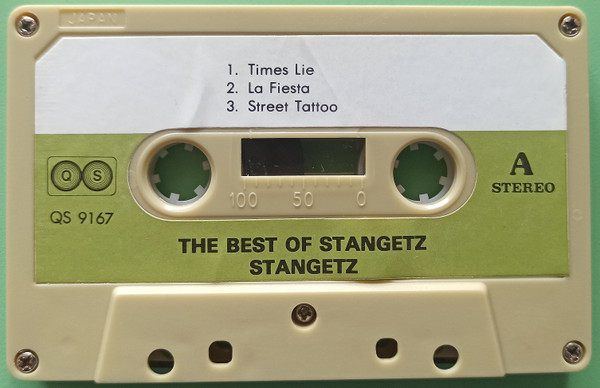 JAPAN
1. Times Lie
2. La Fiesta
3. Street Tattoo
Q S
QS 9167
A
STEREO
100 50 0
THE BEST OF STANGETZ
STANGETZ